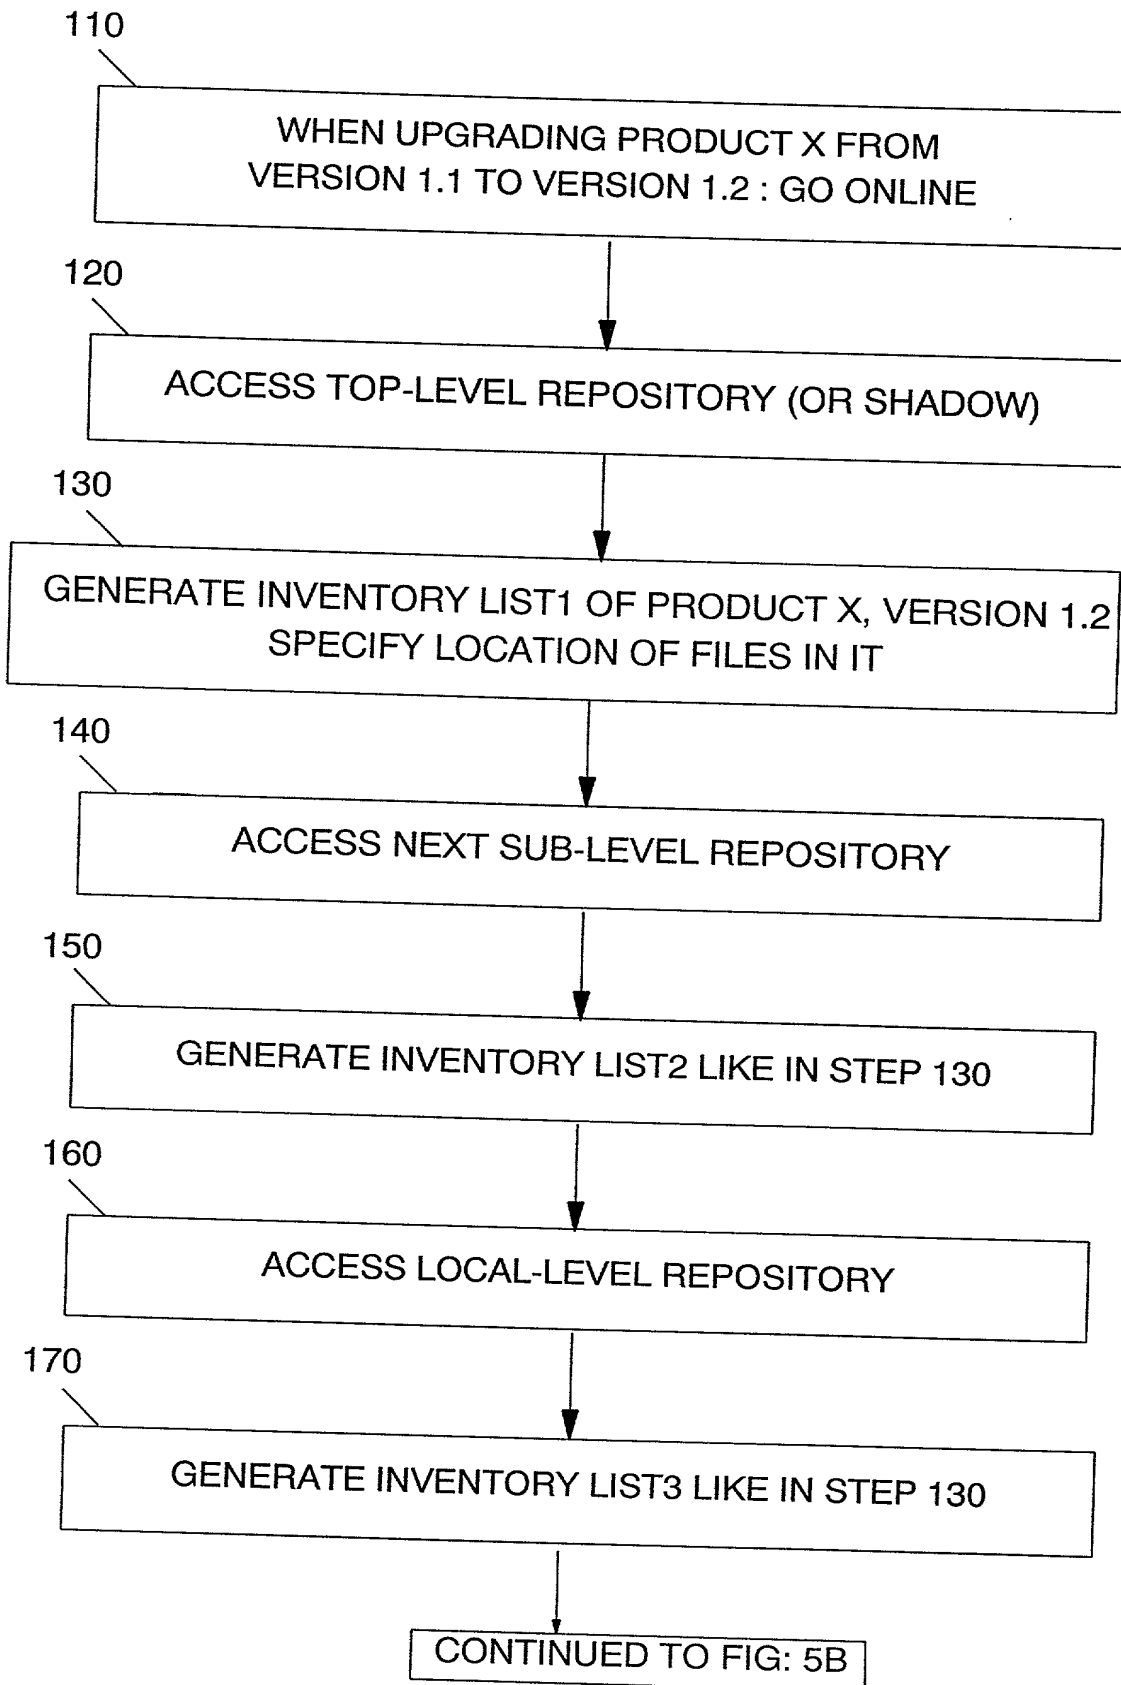 110
WHEN UPGRADING PRODUCT X FROM
VERSION 1.1 TO VERSION 1.2 : GO ONLINE
120
ACCESS TOP-LEVEL REPOSITORY (OR SHADOW)
130
GENERATE INVENTORY LIST1 OF PRODUCT X, VERSION 1.2
SPECIFY LOCATION OF FILES IN IT
140
ACCESS NEXT SUB-LEVEL REPOSITORY
150
GENERATE INVENTORY LIST2 LIKE IN STEP 130
160
ACCESS LOCAL-LEVEL REPOSITORY
170
GENERATE INVENTORY LIST3 LIKE IN STEP 130
CONTINUED TO FIG: 5B